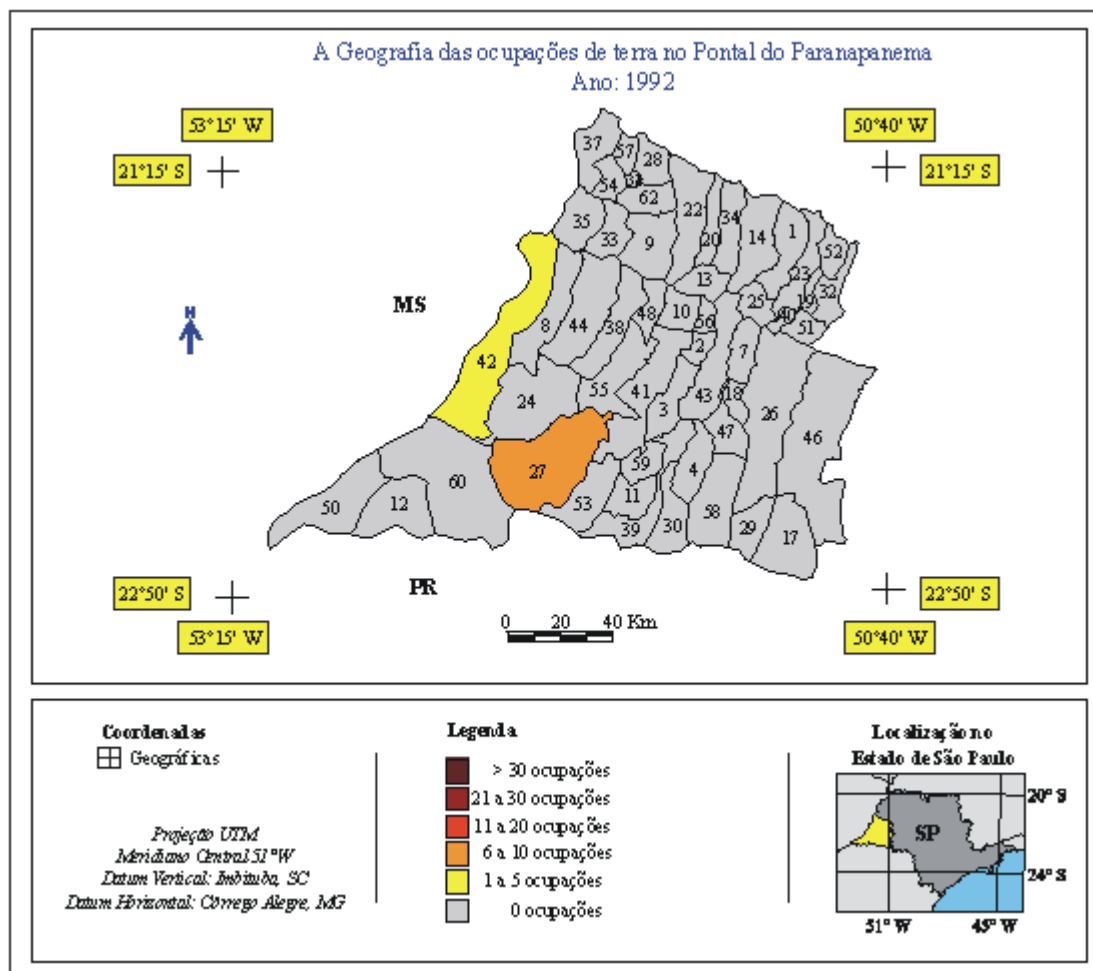 A Geografia das ocupações de terra no Pontal do Paranapanema
Ano: 1992
53°15' W
50°40' W
21°15' S
21°15' S
37
57
28
54
62
22
34
35
33
9
20
14
1
52
13
23
MS
N
8
44
38
48
10
56
25
19
32
40
51
42
2
7
24
55
41
3
43
18
26
46
47
27
59
4
60
50
12
53
11
39
30
58
29
17
22°50' S
PR
22°50' S
53°15' W
0 20 40 Km
50°40' W
Coordenadas
Geográficas
Projeção UTM
Meridiano Central 51°W
Datum Vertical: Imbituba, SC
Datum Horizontal: Córrego Alegre, MG
Legenda
> 30 ocupações
21 a 30 ocupações
11 a 20 ocupações
6 a 10 ocupações
1 a 5 ocupações
0 ocupações
Localização no
Estado de São Paulo
20° S
SP
24° S
51° W
45° W